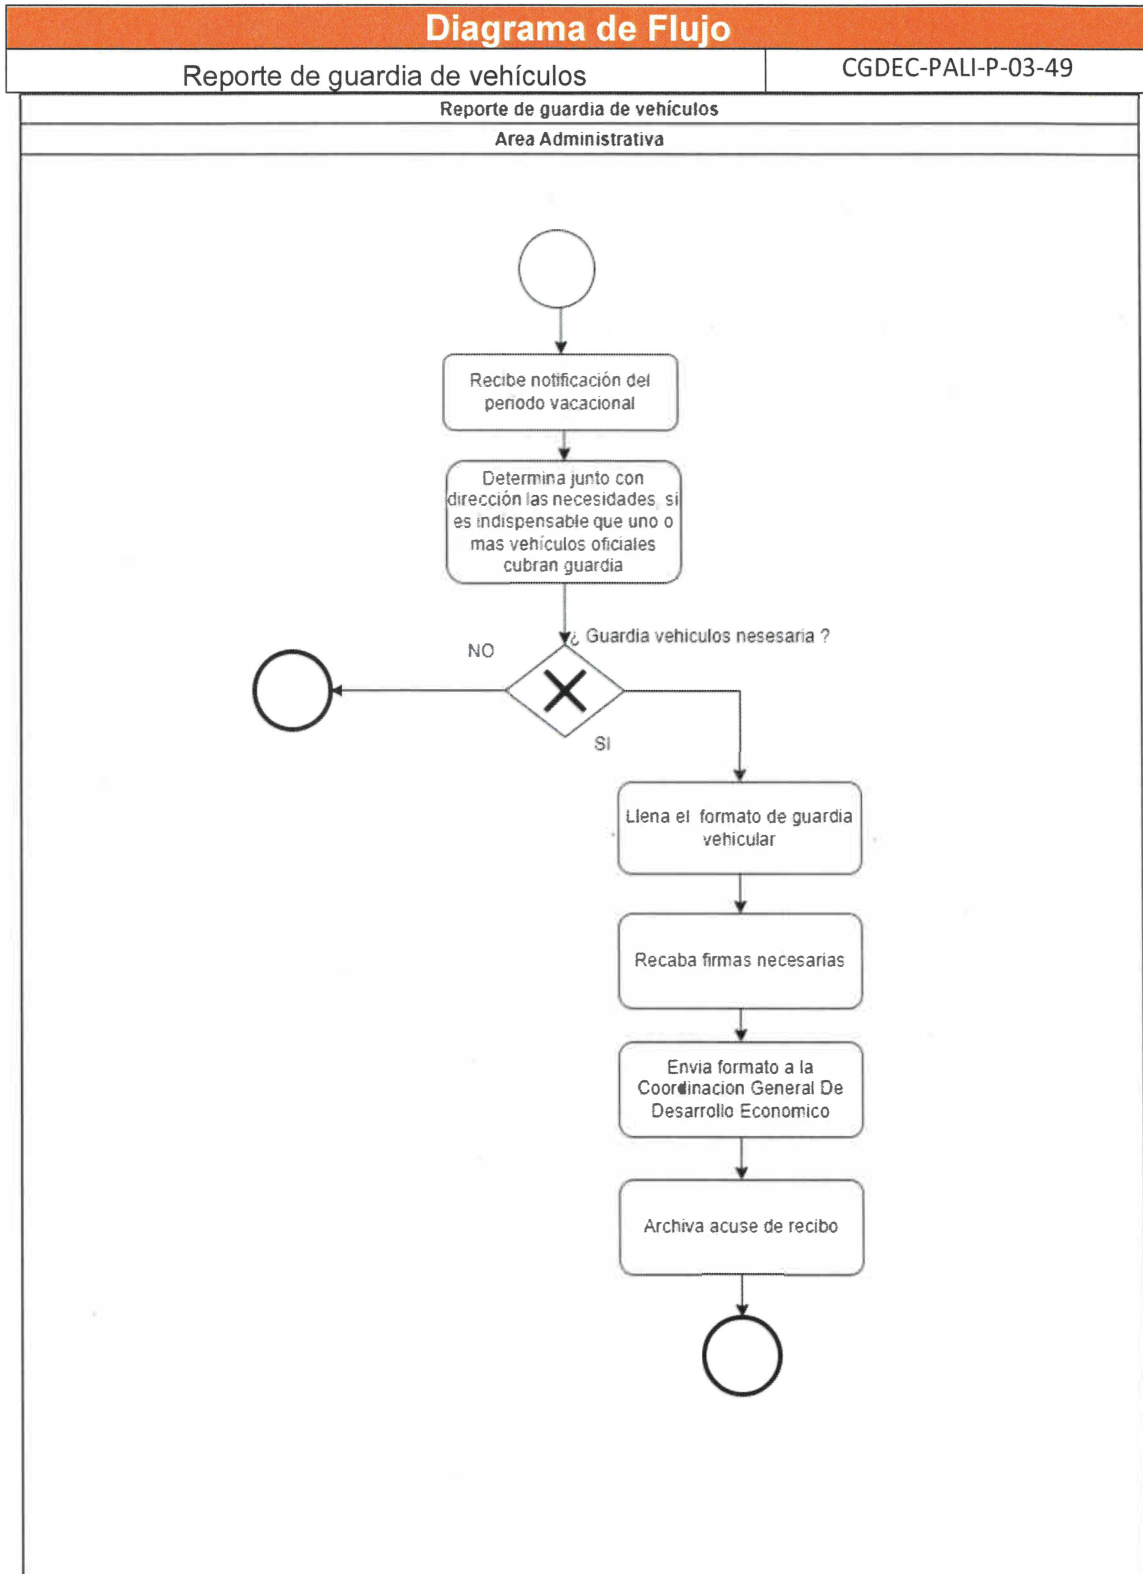 Diagrama de Flujo
Reporte de guardia de vehículos
CGDEC-PALI-P-03-49
Reporte de guardia de vehículos
Area Administrativa
Recibe notificación del
periodo vacacional
Determina junto con
dirección las necesidades, si
es indispensable que uno o
mas vehículos oficiales
cubran guardia
¿ Guardia vehiculos nesesaria ?
NO
SI
Llena el formato de guardia
vehicular
Recaba firmas necesarias
Envia formato a la
Coordinacion General De
Desarrollo Economico
Archiva acuse de recibo